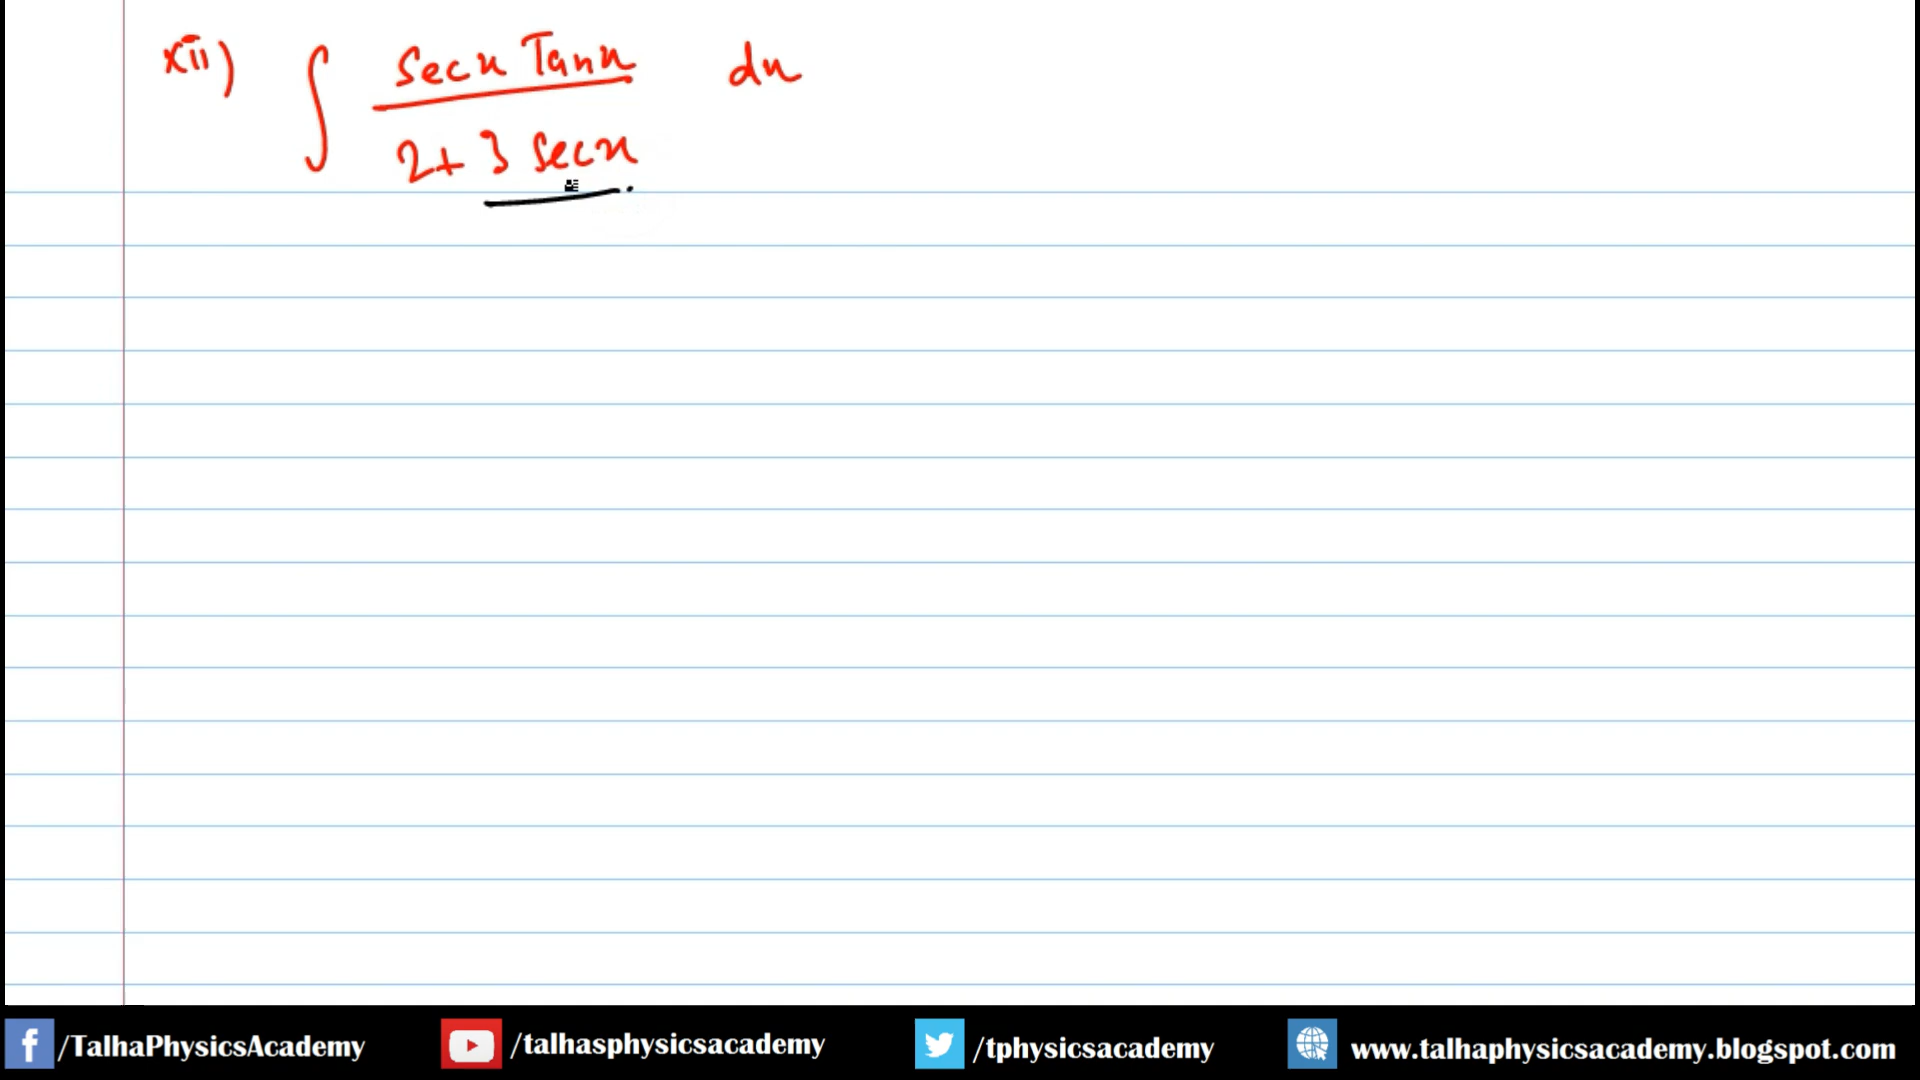 xii) ∫ Secx Tanx / 2+3 Secx dx
/TalhaPhysicsAcademy /talhasphysicsacademy /tphysicsacademy www.talhaphysicsacademy.blogspot.com